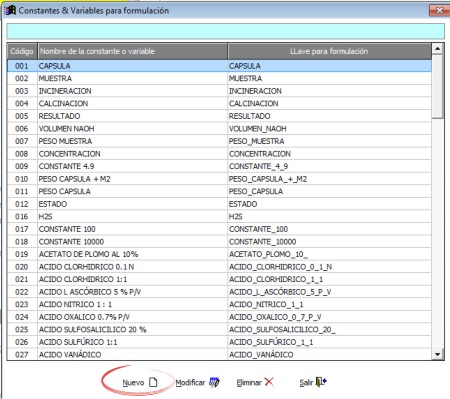 Constantes & Variables para formulación
Código Nombre de la constante o variable LLave para formulación
001 CAPSULA CAPSULA
002 MUESTRA MUESTRA
003 INCINERACION INCINERACION
004 CALCINACION CALCINACION
005 RESULTADO RESULTADO
006 VOLUMEN NAOH VOLUMEN_NAOH
007 PESO MUESTRA PESO_MUESTRA
008 CONCENTRACION CONCENTRACION
009 CONSTANTE 4.9 CONSTANTE_4_9
010 PESO CAPSULA + M2 PESO_CAPSULA_+_M2
011 PESO CAPSULA PESO_CAPSULA
012 ESTADO ESTADO
016 H2S H2S
017 CONSTANTE 100 CONSTANTE_100
018 CONSTANTE 10000 CONSTANTE_10000
019 ACETATO DE PLOMO AL 10% ACETATO_PLOMO_10_
020 ACIDO CLORHIDRICO 0.1 N ACIDO_CLORHIDRICO_0_1_N
021 ACIDO CLORHIDRICO 1:1 ACIDO_CLORHIDRICO_1_1
022 ACIDO L ASCÓRBICO 5 % P/V ACIDO_L_ASCÓRBICO_5_P_V
023 ACIDO NITRICO 1 : 1 ACIDO_NITRICO_1_1
024 ACIDO OXALICO 0.7% P/V ACIDO_OXALICO_0_7_P_V
025 ACIDO SULFOSALICILICO 20 % ACIDO_SULFOSALICILICO_20_
026 ACIDO SULFÚRICO 1:1 ACIDO_SULFÚRICO_1_1
027 ACIDO VANÁDICO ACIDO_VANÁDICO
Nuevo Modificar Eliminar Salir